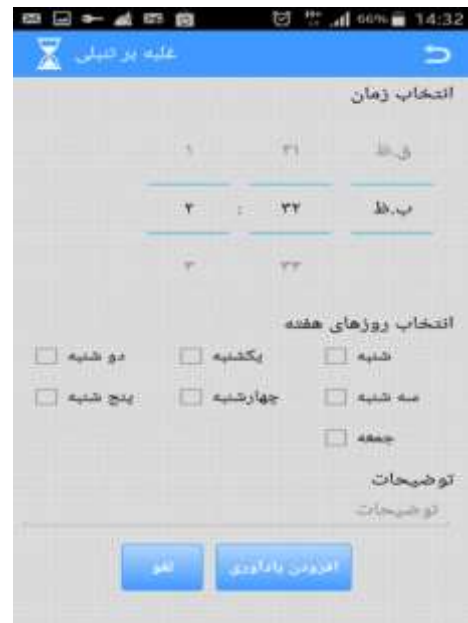 66% 14:32
غلبه بر تنبلی
انتخاب زمان
۱ ۳۱ ق.ظ
۲ : ۳۲ ب.ظ
۳ ۳۳
انتخاب روزهای هفته
شنبه یکشنبه دو شنبه
سه شنبه چهارشنبه پنج شنبه
جمعه
توضیحات
توضیحات
افزودن یادآوری لغو